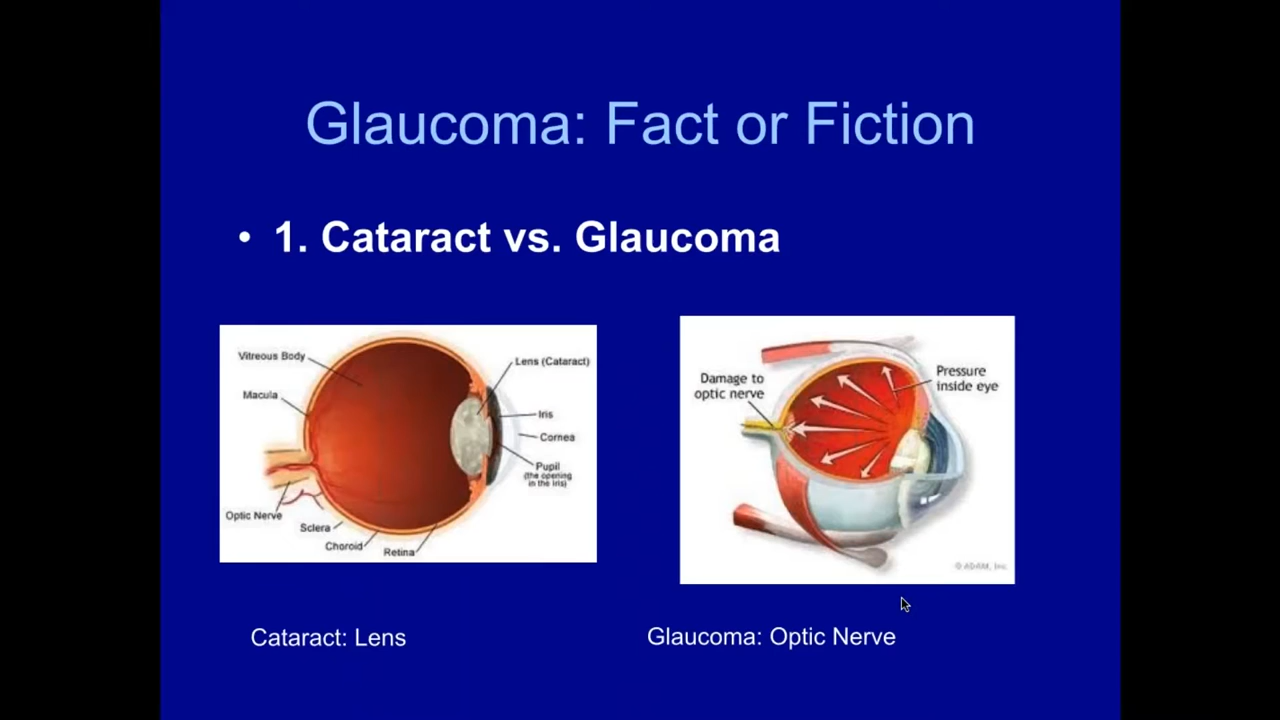 Glaucoma: Fact or Fiction
• 1. Cataract vs. Glaucoma
Vitreous Body
Macula
Optic Nerve
Sclera
Choroid
Retina
Lens (Cataract)
Iris
Cornea
Pupil
(the opening
in the Iris)
Damage to
optic nerve
Pressure
inside eye
© ADAM, Inc.
Cataract: Lens
Glaucoma: Optic Nerve